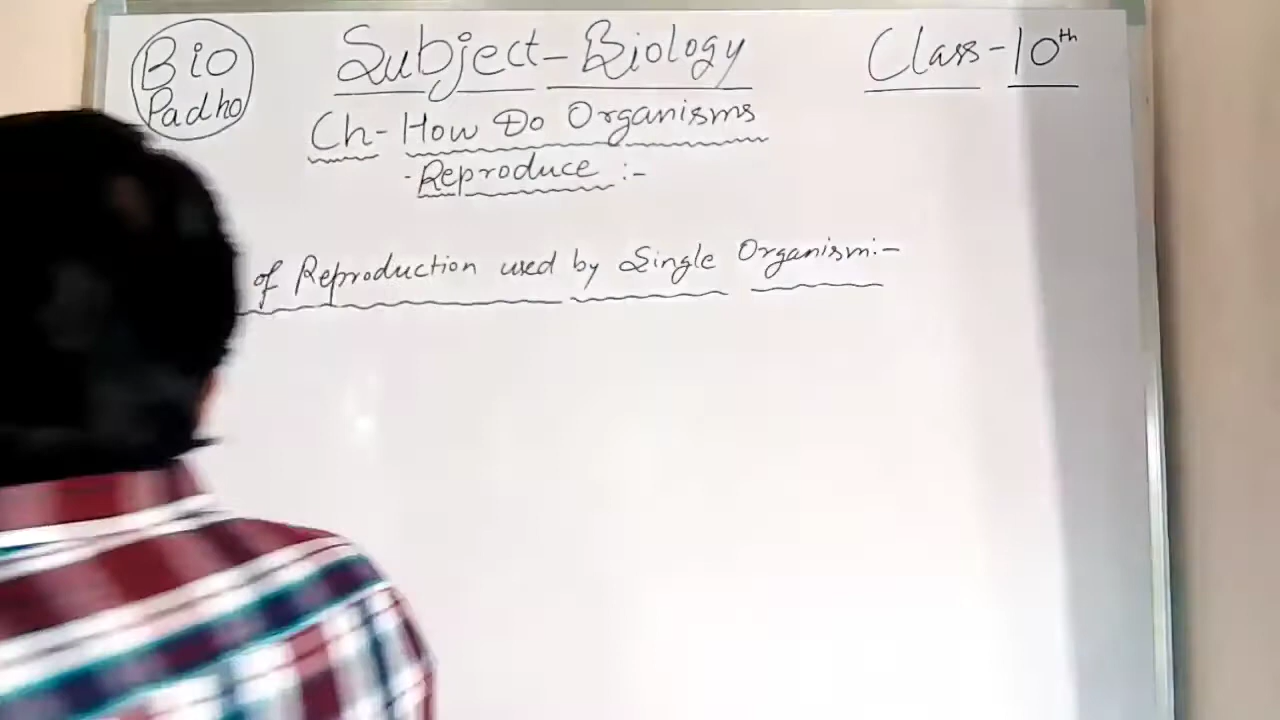 Bio
Padho
Subject-Biology
Class-10th
Ch- How Do Organisms
-Reproduce :-
of Reproduction used by Single Organism:-